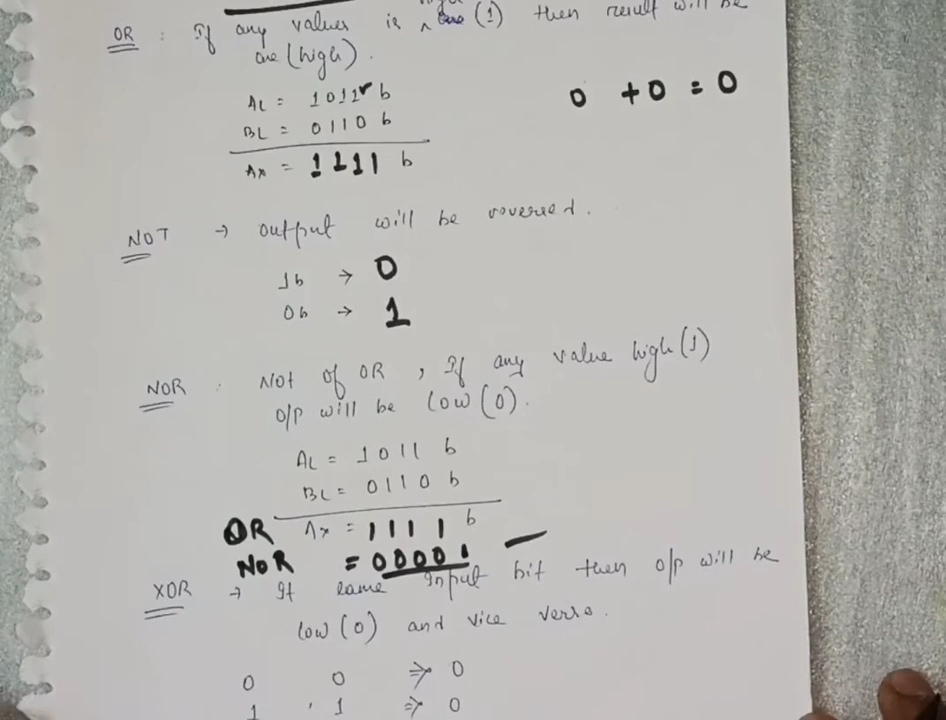 OR : If any values is one (1) then result will be
one (high).
AL = 1011 b
0 + 0 = 0
BL = 0110 b
Ax = 1111 b
NOT → output will be reversed.
1b → 0
0b → 1
NOR : Not of OR, If any value high (1)
o/p will be low (0).
AL = 1011 b
BL = 0110 b
OR Ax = 1111 b
NOR = 0000
XOR → If same input bit then o/p will be
low (0) and vice versa.
0 0 ⇒ 0
1 , 1 ⇒ 0